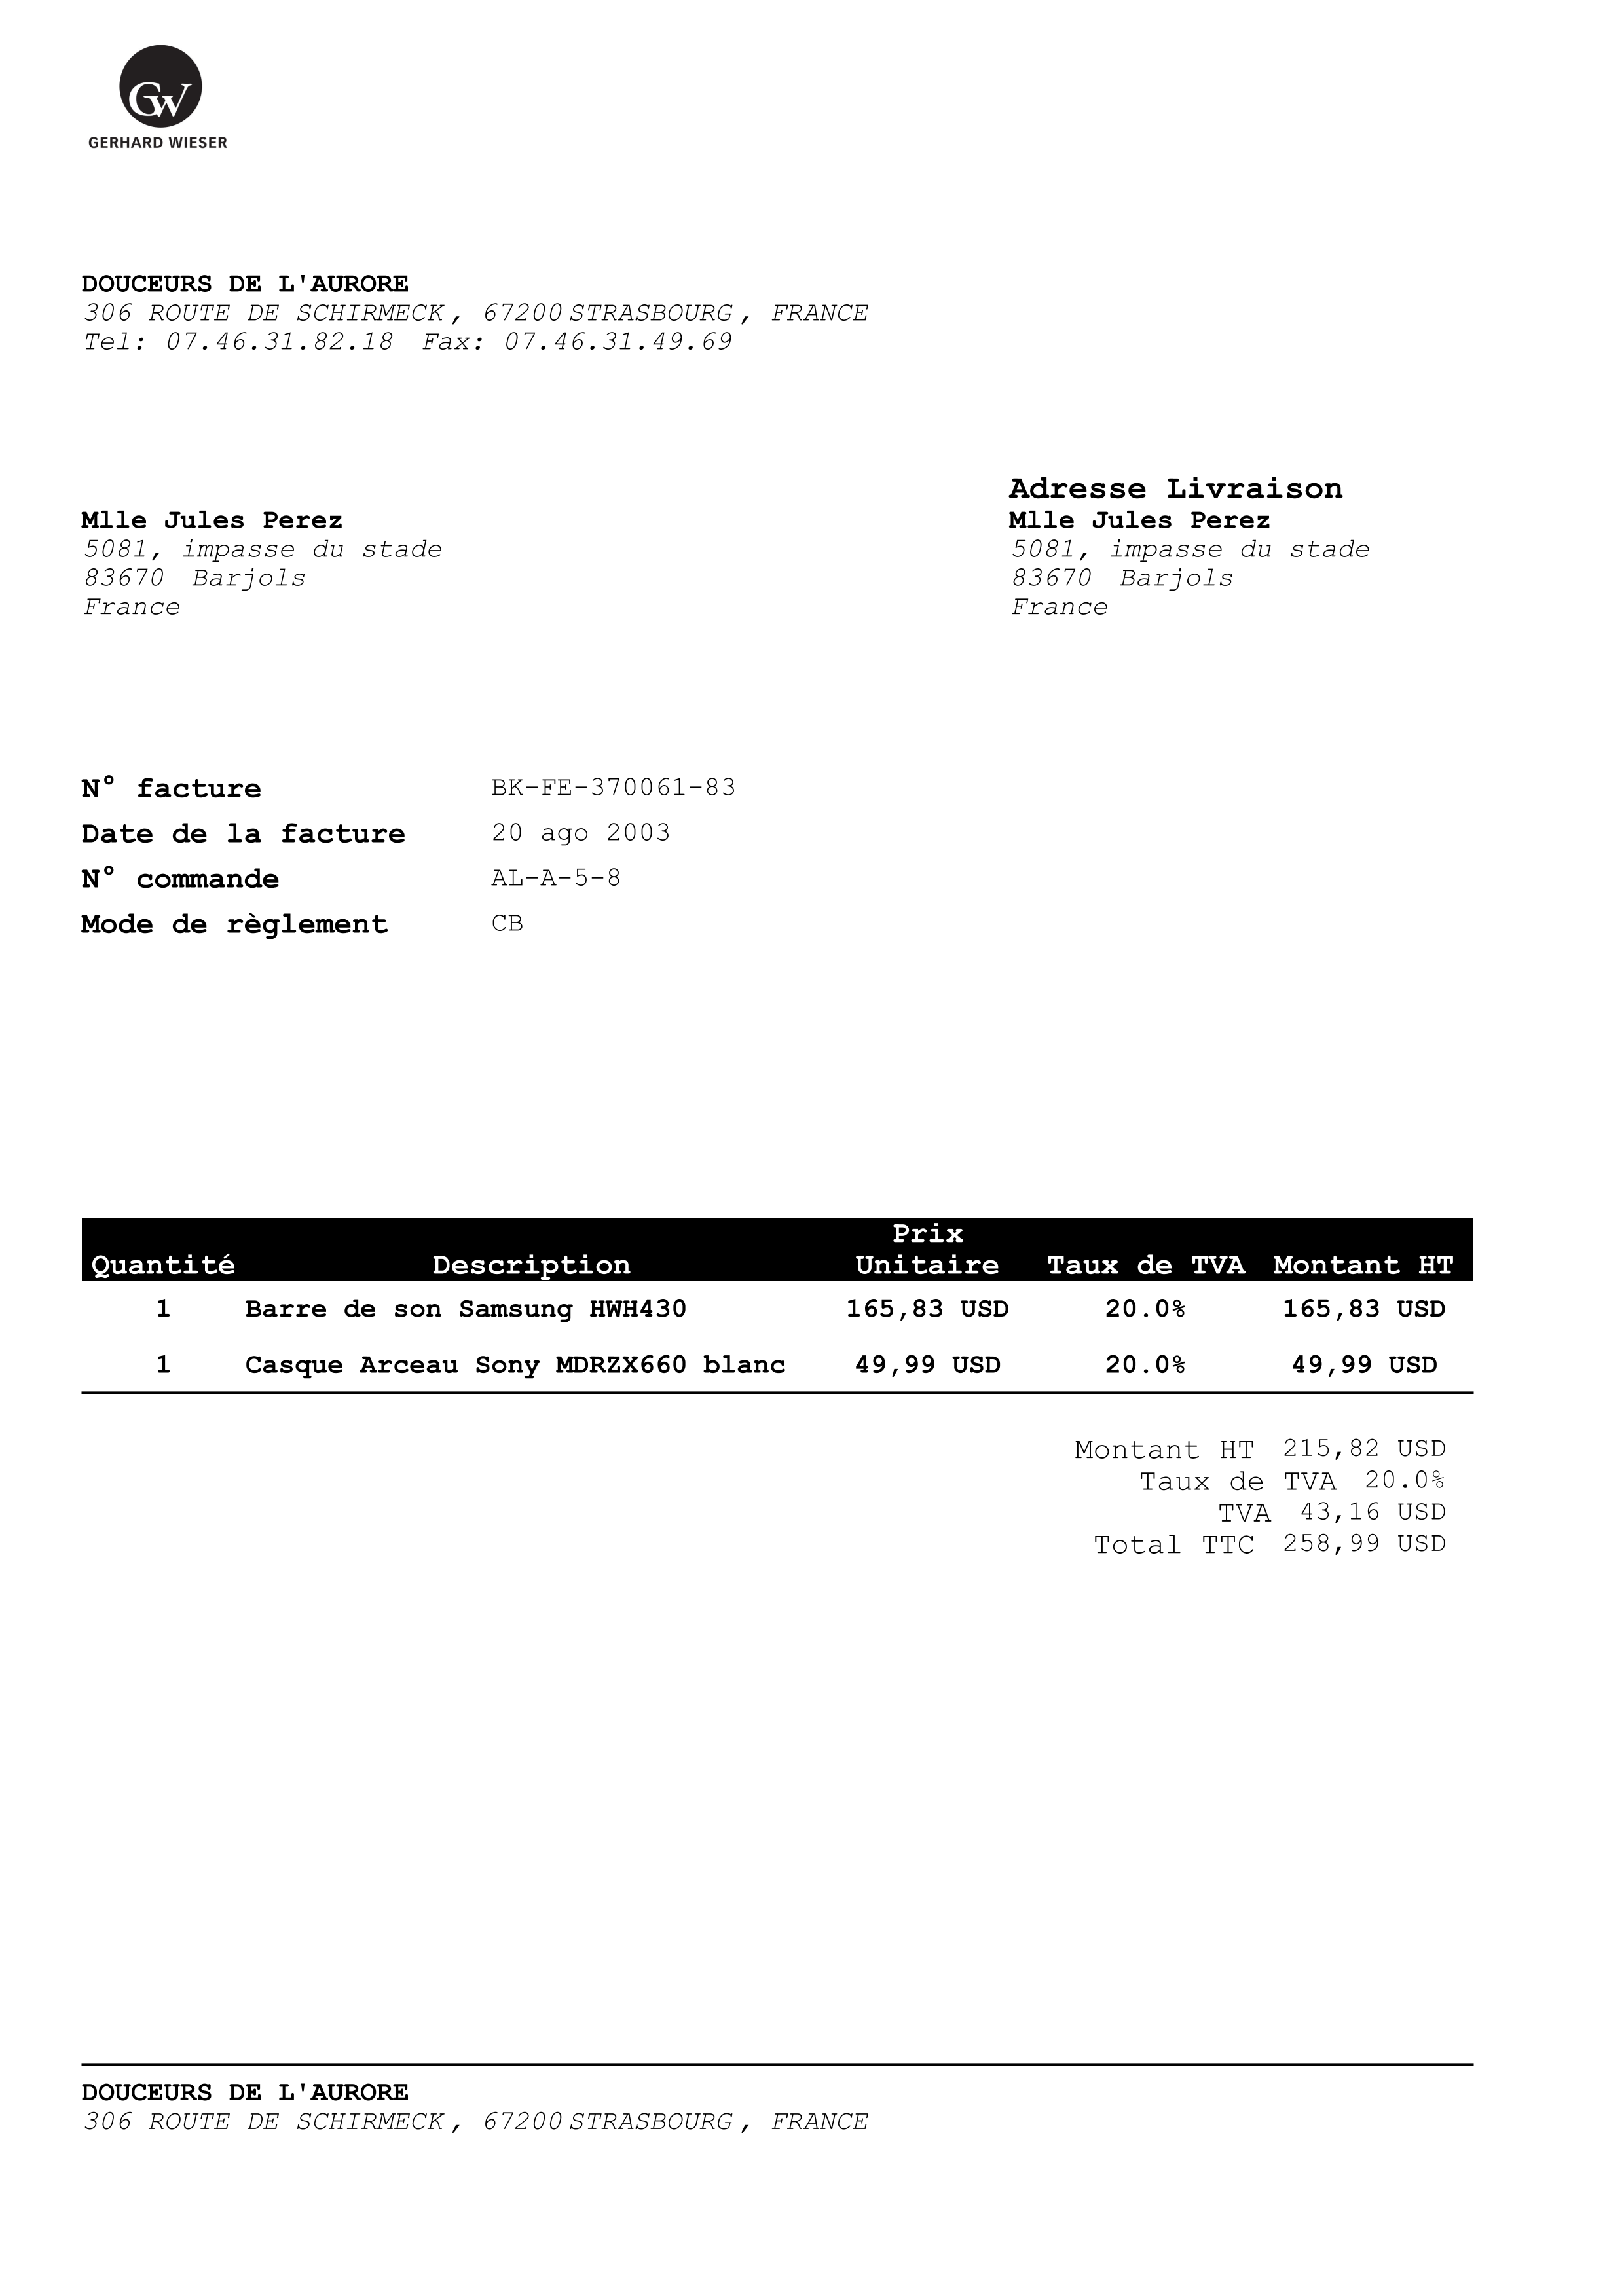 GW
GERHARD WIESER
DOUCEURS DE L'AURORE
306 ROUTE DE SCHIRMECK, 67200 STRASBOURG, FRANCE
Tel: 07.46.31.82.18 Fax: 07.46.31.49.69
Adresse Livraison
Mlle Jules Perez
5081, impasse du stade
83670 Barjols
France
Mlle Jules Perez
5081, impasse du stade
83670 Barjols
France
N° facture BK-FE-370061-83
Date de la facture 20 ago 2003
N° commande AL-A-5-8
Mode de règlement CB
Quantité Description Prix Unitaire Taux de TVA Montant HT
1 Barre de son Samsung HWH430 165,83 USD 20.0% 165,83 USD
1 Casque Arceau Sony MDRZX660 blanc 49,99 USD 20.0% 49,99 USD
Montant HT 215,82 USD
Taux de TVA 20.0%
TVA 43,16 USD
Total TTC 258,99 USD
DOUCEURS DE L'AURORE
306 ROUTE DE SCHIRMECK, 67200 STRASBOURG, FRANCE